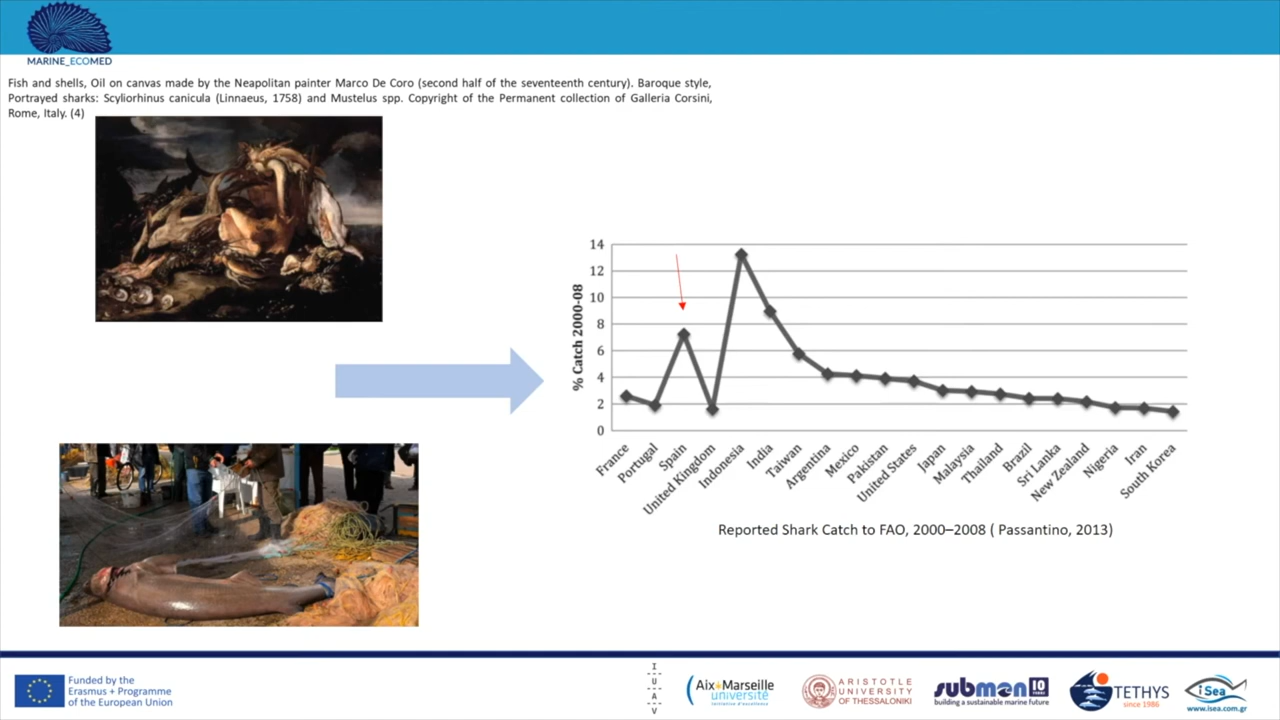 MARINE_ECOMED
Fish and shells, Oil on canvas made by the Neapolitan painter Marco De Coro (second half of the seventeenth century). Baroque style,
Portrayed sharks: Scyliorhinus canicula (Linnaeus, 1758) and Mustelus spp. Copyright of the Permanent collection of Galleria Corsini,
Rome, Italy. (4)
% Catch 2000-08
14
12
10
8
6
4
2
0
France
Portugal
Spain
United Kingdom
Indonesia
India
Taiwan
Argentina
Mexico
Pakistan
United States
Japan
Malaysia
Thailand
Brazil
Sri Lanka
New Zealand
Nigeria
Iran
South Korea
Reported Shark Catch to FAO, 2000–2008 ( Passantino, 2013)
Funded by the
Erasmus + Programme
of the European Union
I
U
A
V
Aix*Marseille
université
Initiative d'excellence
ARISTOTLE
UNIVERSITY
OF THESSALONIKI
submon 10
building a sustainable marine future
TETHYS
since 1986
iSea
www.isea.com.gr